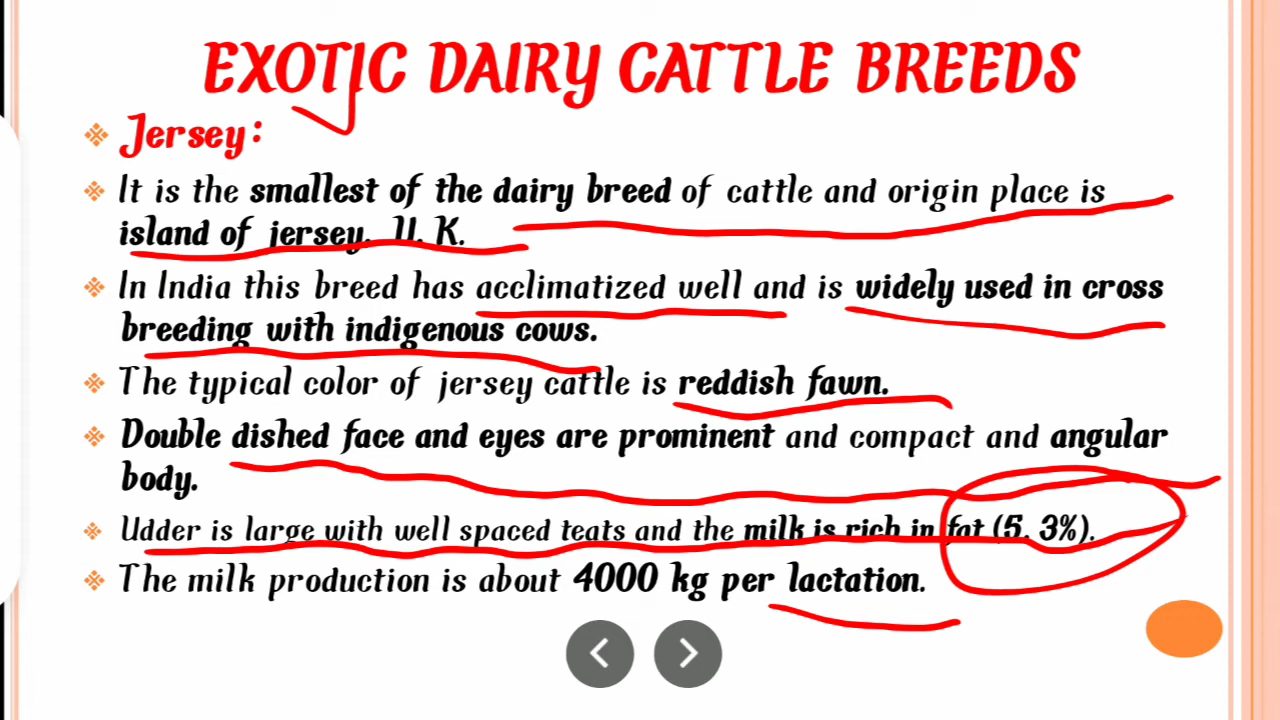 EXOTIC DAIRY CATTLE BREEDS
Jersey:
It is the smallest of the dairy breed of cattle and origin place is
island of jersey, U. K.
In India this breed has acclimatized well and is widely used in cross
breeding with indigenous cows.
The typical color of jersey cattle is reddish fawn.
Double dished face and eyes are prominent and compact and angular
body.
Udder is large with well spaced teats and the milk is rich in fat (5. 3%).
The milk production is about 4000 kg per lactation.